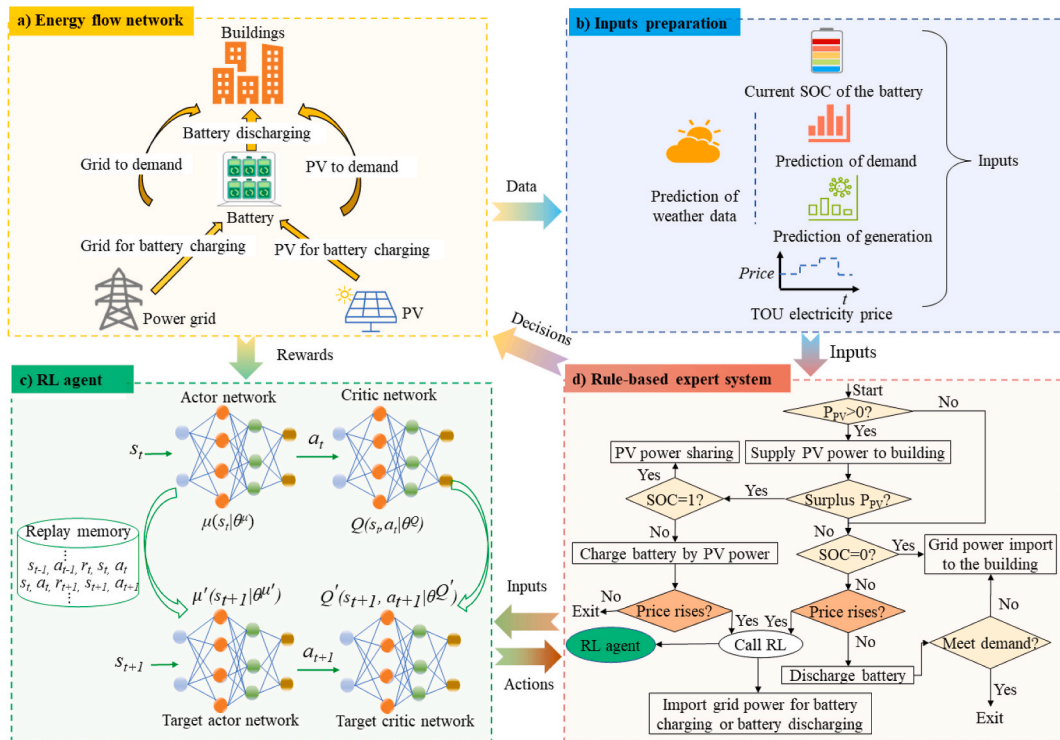 a) Energy flow network
Buildings
Battery discharging
Grid to demand
PV to demand
Battery
Grid for battery charging
PV for battery charging
Power grid
PV
Data
b) Inputs preparation
Current SOC of the battery
Prediction of demand
Inputs
Prediction of
weather data
Prediction of generation
Price
t
TOU electricity price
Decisions
Rewards
Inputs
c) RL agent
Actor network
Critic network
s_t
a_t
μ(s_t|θ^μ)
Q(s_t,a_t|θ^Q)
Replay memory
⋮
s_{t-1}, a_{t-1}, r_t, s_t, a_t
s_t, a_t, r_{t+1}, s_{t+1}, a_{t+1}
⋮
μ'(s_{t+1}|θ^{μ'})
Q'(s_{t+1}, a_{t+1}|θ^{Q'})
s_{t+1}
a_{t+1}
Target actor network
Target critic network
Inputs
Actions
d) Rule-based expert system
Start
P_PV>0?
No
Yes
PV power sharing
Supply PV power to building
Yes
SOC=1?
Yes
Surplus P_PV?
No
No
Charge battery by PV power
SOC=0?
Yes
Grid power import
to the building
No
No
Price rises?
Exit
Yes
Yes
Price rises?
No
RL agent
Call RL
No
Meet demand?
Discharge battery
Yes
Import grid power for battery
charging or battery discharging
Exit